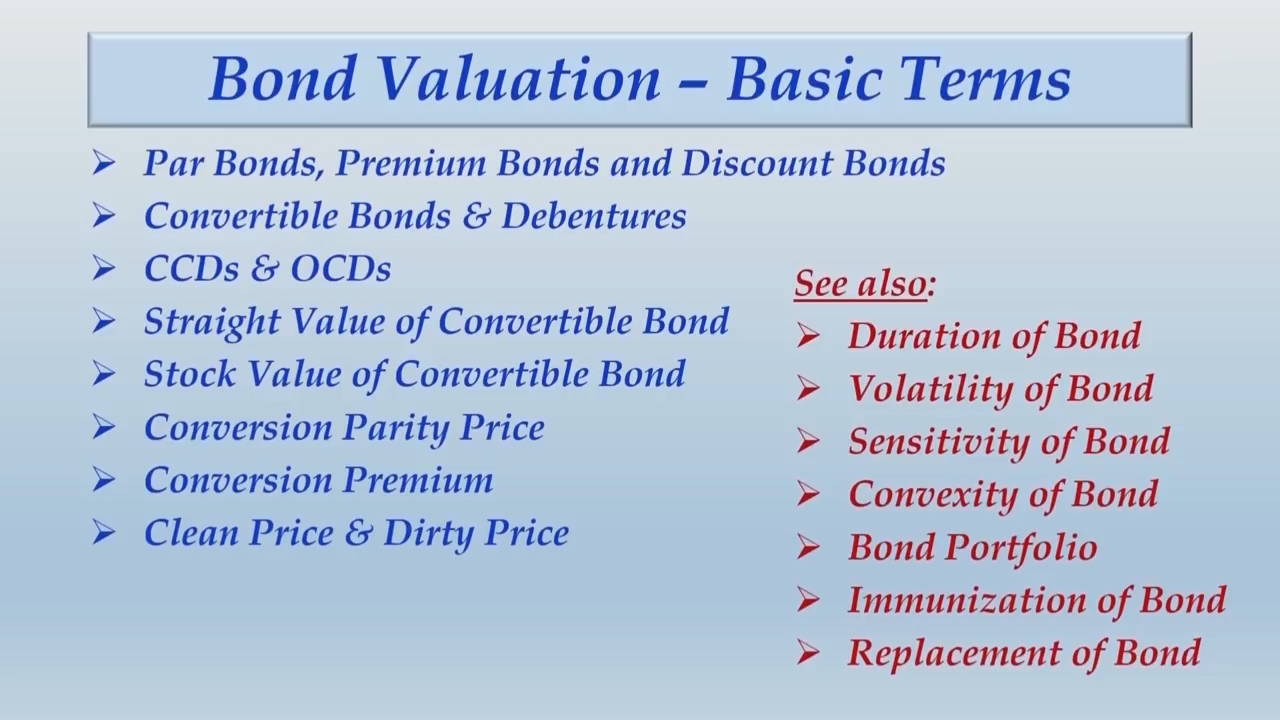 Bond Valuation – Basic Terms
➢ Par Bonds, Premium Bonds and Discount Bonds
➢ Convertible Bonds & Debentures
➢ CCDs & OCDs
➢ Straight Value of Convertible Bond
➢ Stock Value of Convertible Bond
➢ Conversion Parity Price
➢ Conversion Premium
➢ Clean Price & Dirty Price
See also:
➢ Duration of Bond
➢ Volatility of Bond
➢ Sensitivity of Bond
➢ Convexity of Bond
➢ Bond Portfolio
➢ Immunization of Bond
➢ Replacement of Bond